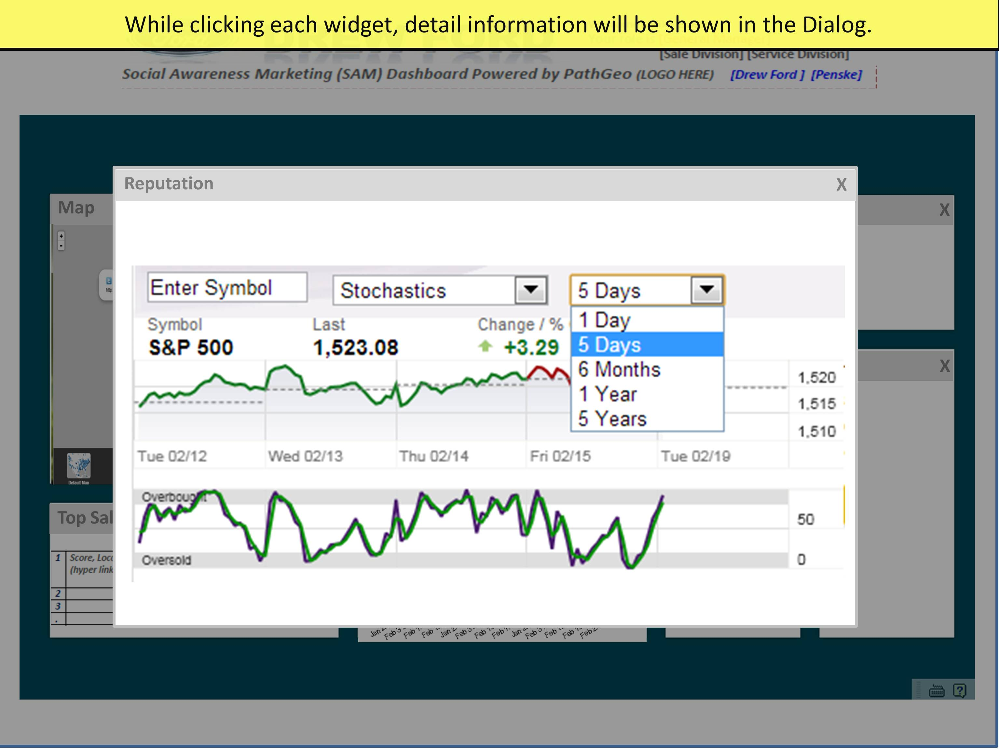 While clicking each widget, detail information will be shown in the Dialog.
[Sale Division] [Service Division]
Social Awareness Marketing (SAM) Dashboard Powered by PathGeo (LOGO HERE) [Drew Ford ] [Penske]
Reputation X
Map X
+
-
Enter Symbol Stochastics 5 Days
1 Day
5 Days
6 Months
1 Year
5 Years
Symbol Last Change / %
S&P 500 1,523.08 +3.29
1,520
X
1,515
1,510
Tue 02/12 Wed 02/13 Thu 02/14 Fri 02/15 Tue 02/19
Default Map
Overbought
50
Top Sal
Oversold 0
1 Score, Loc
(hyper link
2
3
.